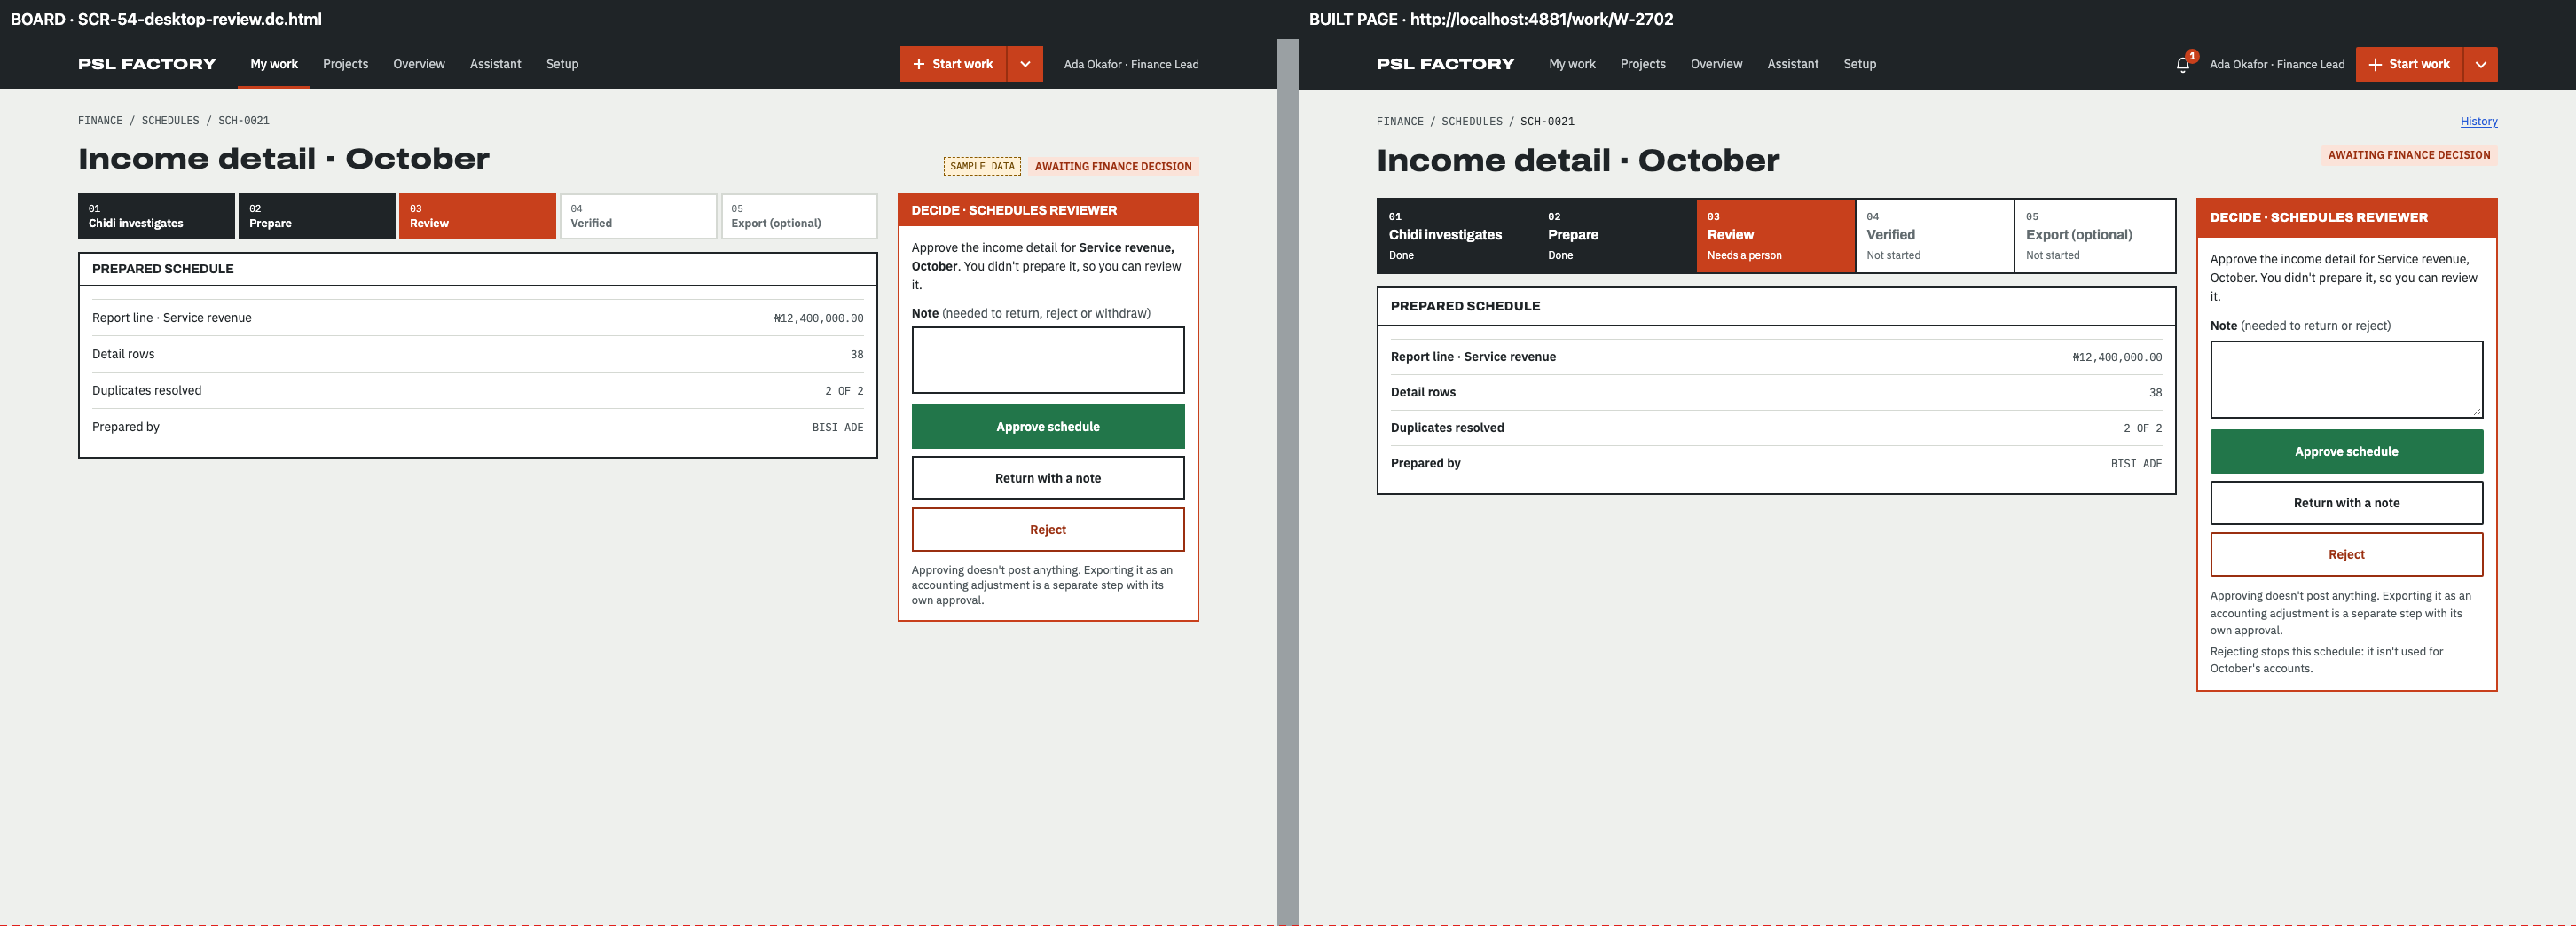 BOARD · SCR-54-desktop-review.dc.html
PSL FACTORY
My work
Projects
Overview
Assistant
Setup
+ Start work
Ada Okafor · Finance Lead
FINANCE / SCHEDULES / SCH-0021
Income detail · October
SAMPLE DATA
AWAITING FINANCE DECISION
01
Chidi investigates
02
Prepare
03
Review
04
Verified
05
Export (optional)
PREPARED SCHEDULE
Report line · Service revenue
₦12,400,000.00
Detail rows
38
Duplicates resolved
2 OF 2
Prepared by
BISI ADE
DECIDE · SCHEDULES REVIEWER
Approve the income detail for Service revenue,
October. You didn't prepare it, so you can review
it.
Note (needed to return, reject or withdraw)
Approve schedule
Return with a note
Reject
Approving doesn't post anything. Exporting it as an
accounting adjustment is a separate step with its
own approval.
BUILT PAGE · http://localhost:4881/work/W-2702
PSL FACTORY
My work
Projects
Overview
Assistant
Setup
1
Ada Okafor · Finance Lead
+ Start work
FINANCE / SCHEDULES / SCH-0021
History
Income detail · October
AWAITING FINANCE DECISION
01
Chidi investigates
Done
02
Prepare
Done
03
Review
Needs a person
04
Verified
Not started
05
Export (optional)
Not started
PREPARED SCHEDULE
Report line · Service revenue
₦12,400,000.00
Detail rows
38
Duplicates resolved
2 OF 2
Prepared by
BISI ADE
DECIDE · SCHEDULES REVIEWER
Approve the income detail for Service revenue,
October. You didn't prepare it, so you can review
it.
Note (needed to return or reject)
Approve schedule
Return with a note
Reject
Approving doesn't post anything. Exporting it as an
accounting adjustment is a separate step with its
own approval.
Rejecting stops this schedule: it isn't used for
October's accounts.